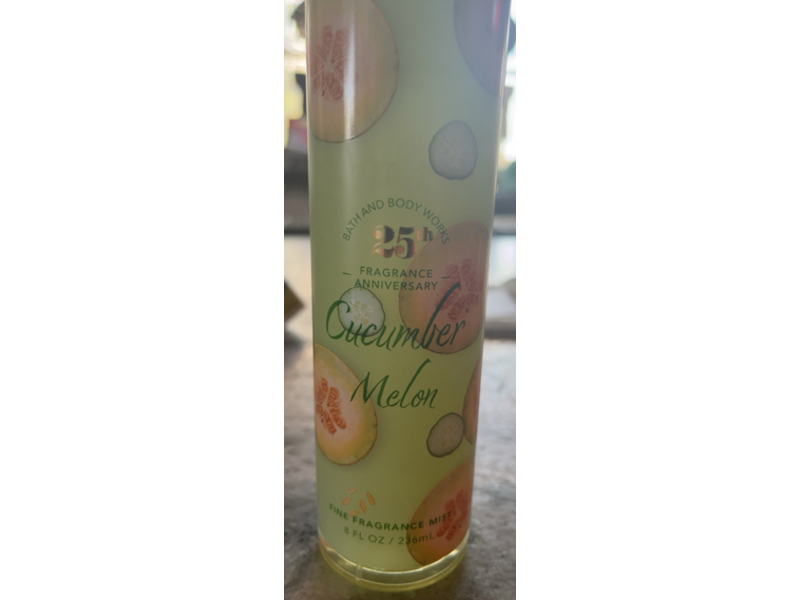 BATH AND BODY WORKS
25th
FRAGRANCE
ANNIVERSARY
Cucumber
Melon
FINE FRAGRANCE MIST
8 FL OZ / 236mL